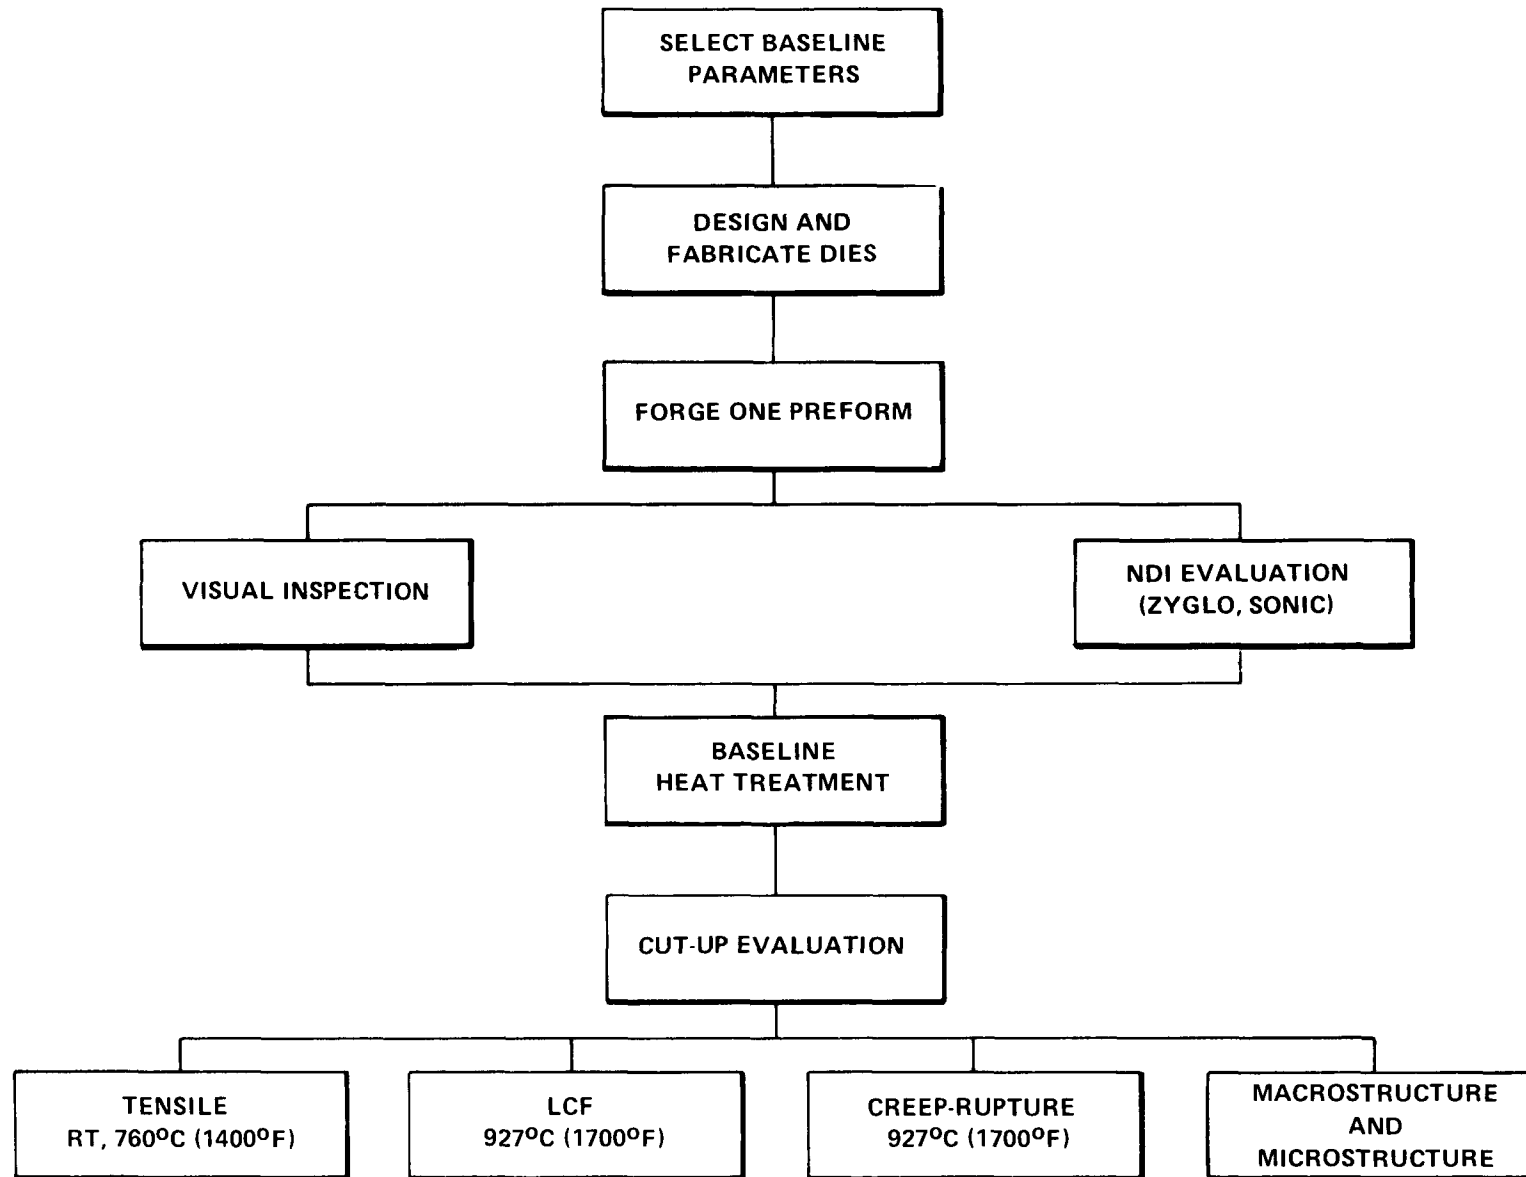 SELECT BASELINE
PARAMETERS
DESIGN AND
FABRICATE DIES
FORGE ONE PREFORM
VISUAL INSPECTION
NDI EVALUATION
(ZYGLO, SONIC)
BASELINE
HEAT TREATMENT
CUT-UP EVALUATION
TENSILE
RT, 760°C (1400°F)
LCF
927°C (1700°F)
CREEP-RUPTURE
927°C (1700°F)
MACROSTRUCTURE
AND
MICROSTRUCTURE